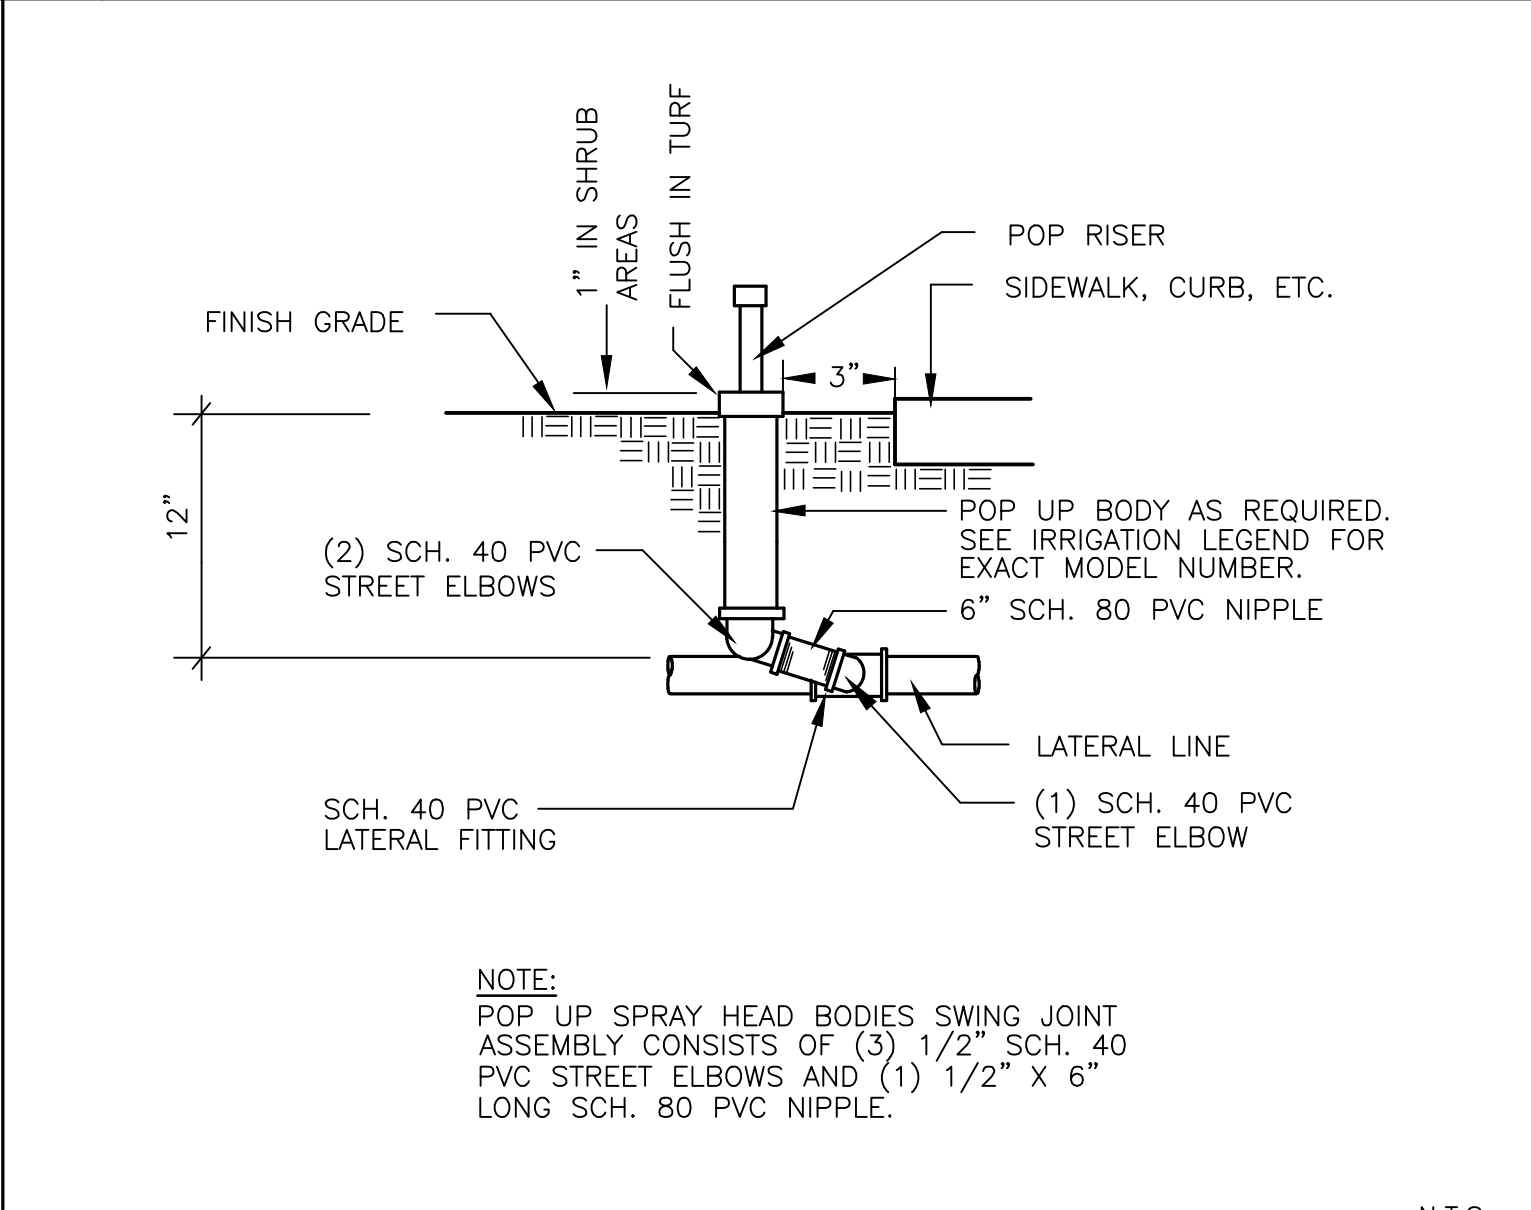 1” IN SHRUB
AREAS
FLUSH IN TURF
POP RISER
SIDEWALK, CURB, ETC.
FINISH GRADE
3”
12”
POP UP BODY AS REQUIRED.
SEE IRRIGATION LEGEND FOR
EXACT MODEL NUMBER.
(2) SCH. 40 PVC
STREET ELBOWS
6” SCH. 80 PVC NIPPLE
LATERAL LINE
SCH. 40 PVC
LATERAL FITTING
(1) SCH. 40 PVC
STREET ELBOW
NOTE:
POP UP SPRAY HEAD BODIES SWING JOINT
ASSEMBLY CONSISTS OF (3) 1/2” SCH. 40
PVC STREET ELBOWS AND (1) 1/2” X 6”
LONG SCH. 80 PVC NIPPLE.